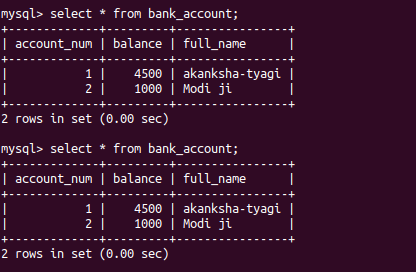 mysql> select * from bank_account;
+-------------+---------+---------------+
| account_num | balance | full_name     |
+-------------+---------+---------------+
|           1 |    4500 | akanksha-tyagi |
|           2 |    1000 | Modi ji       |
+-------------+---------+---------------+
2 rows in set (0.00 sec)
mysql> select * from bank_account;
+-------------+---------+---------------+
| account_num | balance | full_name     |
+-------------+---------+---------------+
|           1 |    4500 | akanksha-tyagi |
|           2 |    1000 | Modi ji       |
+-------------+---------+---------------+
2 rows in set (0.00 sec)